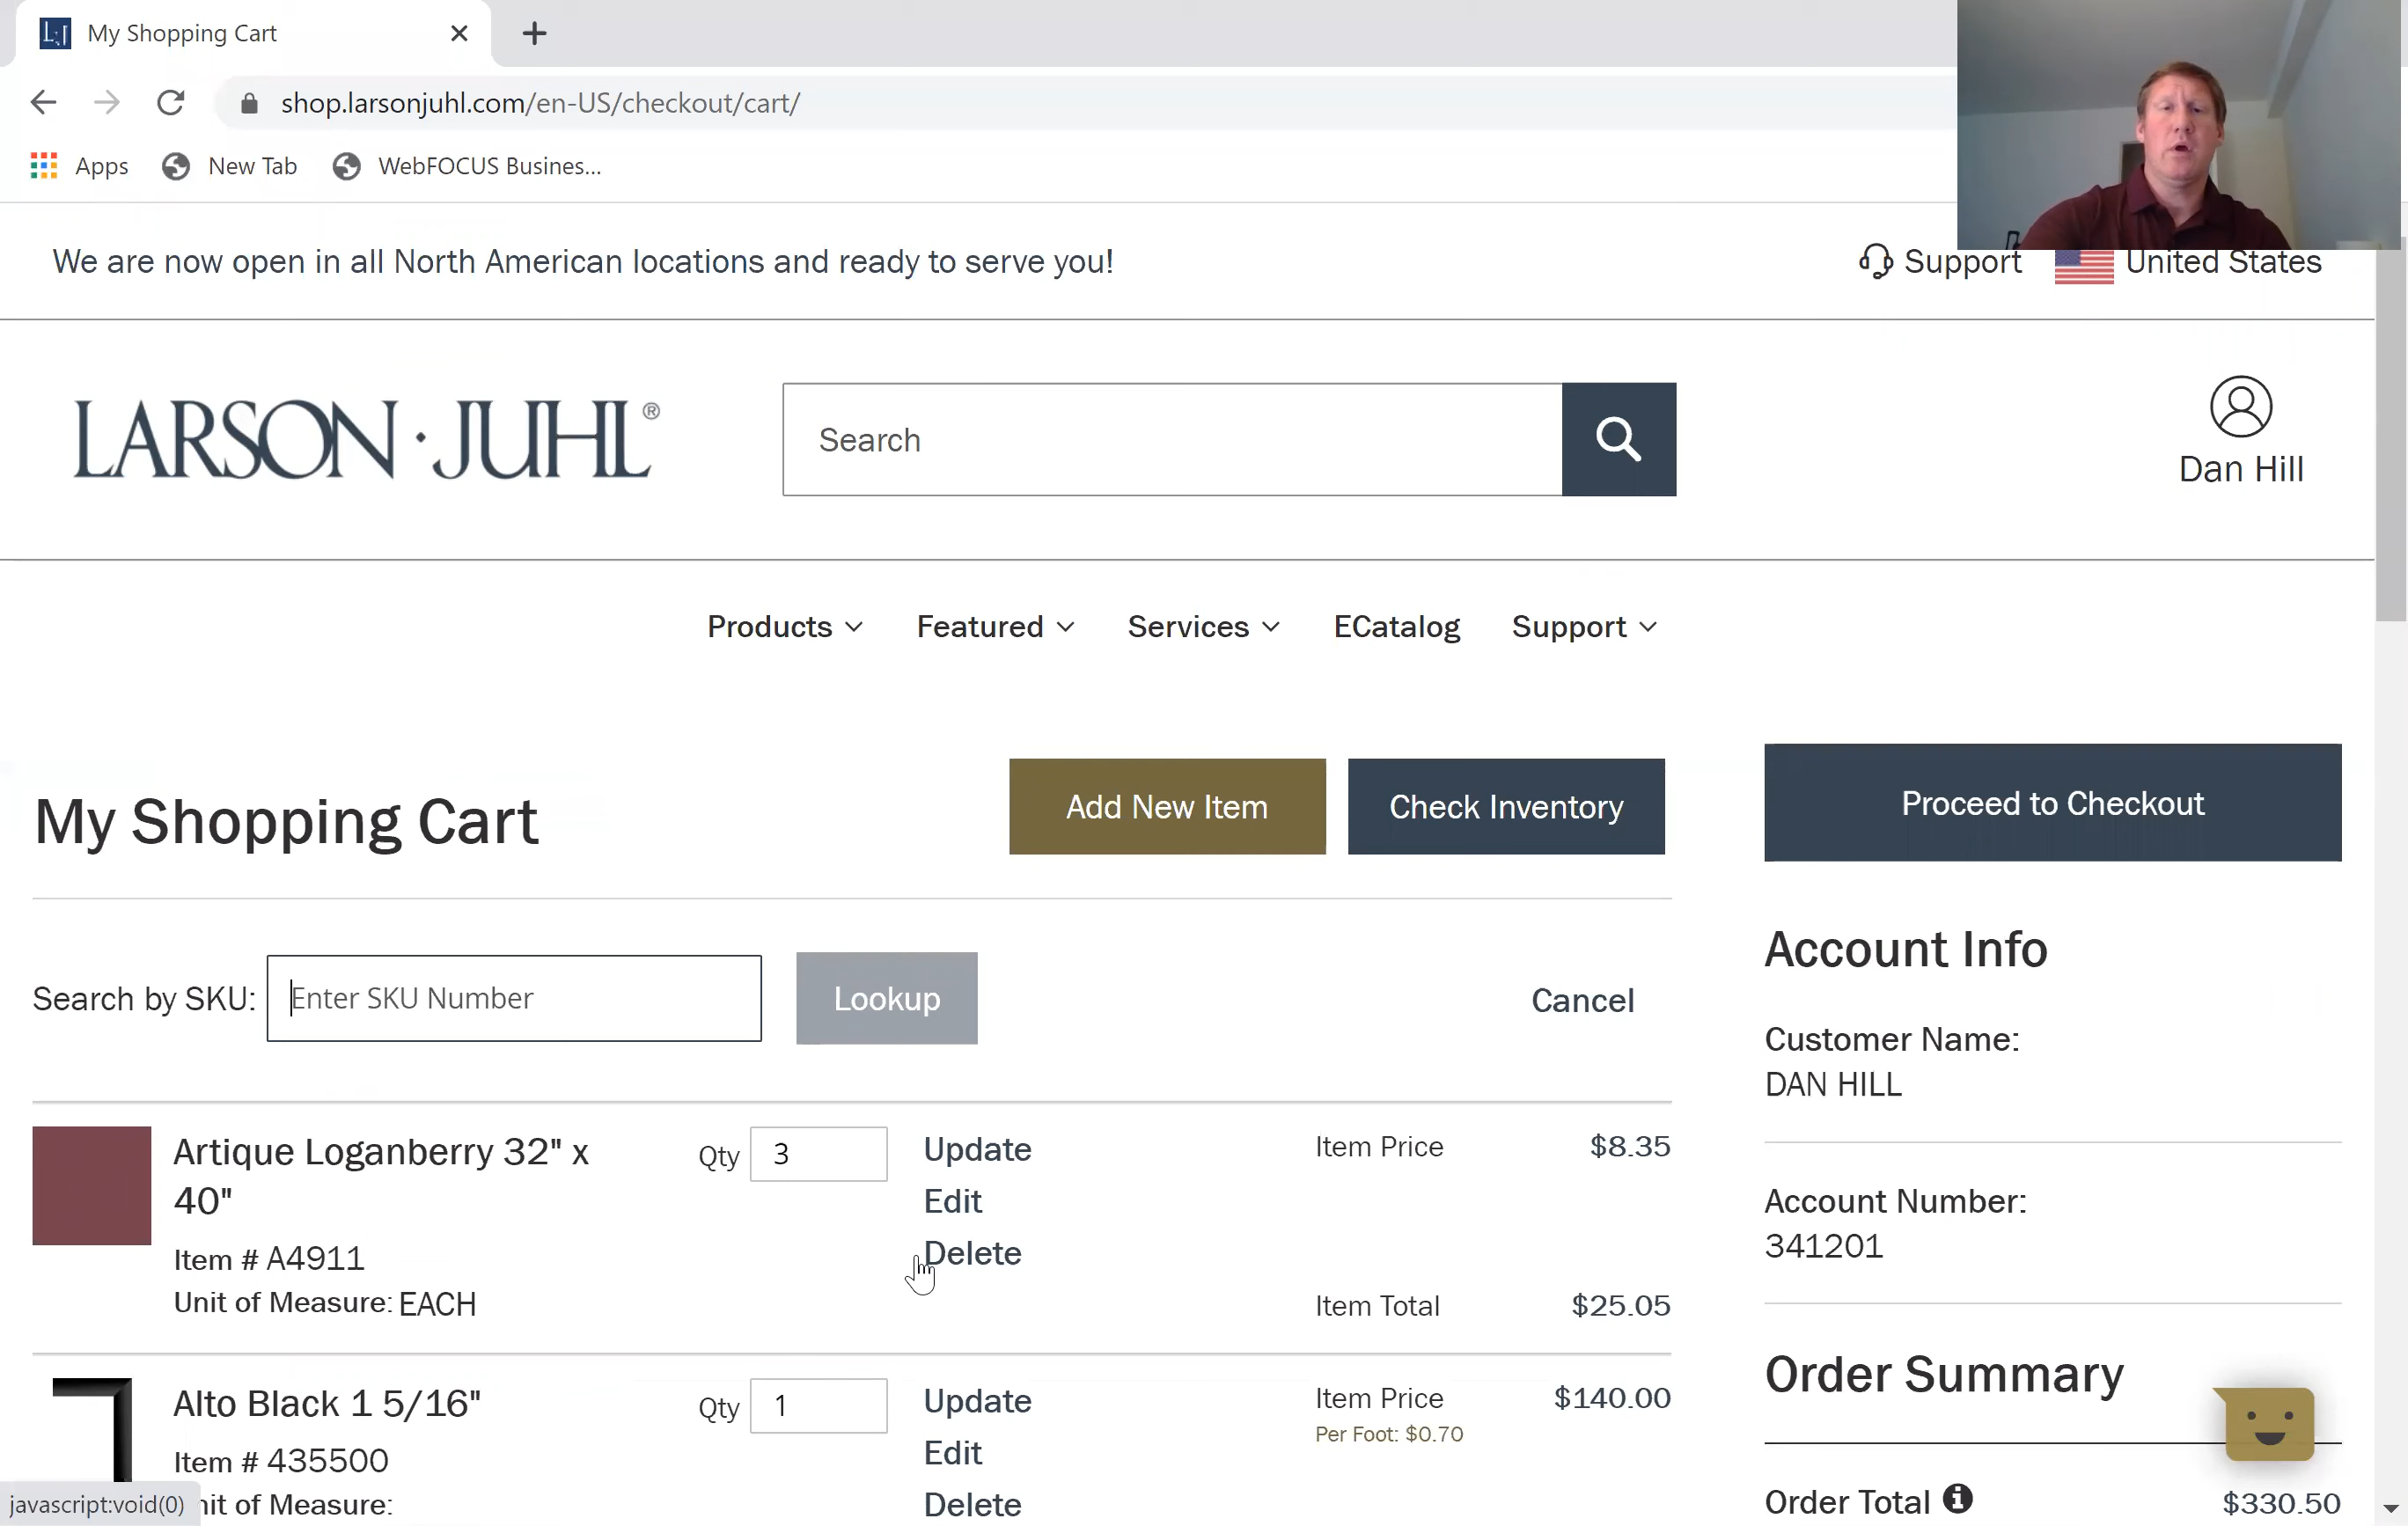 My Shopping Cart
shop.larsonjuhl.com/en-US/checkout/cart/
Apps New Tab WebFOCUS Busines...
We are now open in all North American locations and ready to serve you!
Support United States
LARSON·JUHL®
Search
Dan Hill
Products Featured Services ECatalog Support
My Shopping Cart
Add New Item Check Inventory
Proceed to Checkout
Search by SKU: Enter SKU Number Lookup Cancel
Account Info
Customer Name:
DAN HILL
Account Number:
341201
Artique Loganberry 32" x
40"
Item # A4911
Unit of Measure: EACH
Qty 3
Update
Edit
Delete
Item Price $8.35
Item Total $25.05
Alto Black 1 5/16"
Item # 435500
nit of Measure:
Qty 1
Update
Edit
Delete
Item Price $140.00
Per Foot: $0.70
Order Summary
Order Total $330.50
javascript:void(0)